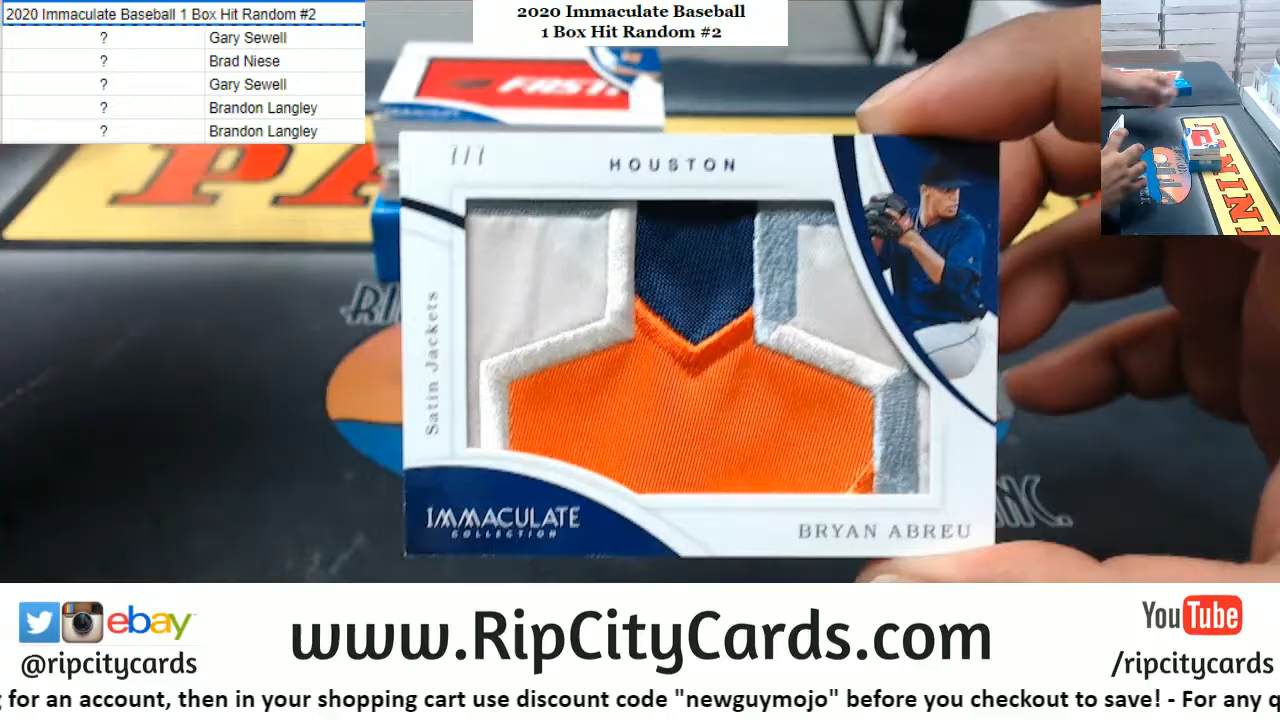 2020 Immaculate Baseball 1 Box Hit Random #2
? Gary Sewell
? Brad Niese
? Gary Sewell
? Brandon Langley
? Brandon Langley
2020 Immaculate Baseball
1 Box Hit Random #2
7/7
HOUSTON
Satin Jackets
IMMACULATE
COLLECTION
BRYAN ABREU
PANIN
ebay
@ripcitycards
www.RipCityCards.com
YouTube
/ripcitycards
for an account, then in your shopping cart use discount code "newguymojo" before you checkout to save! - For any q